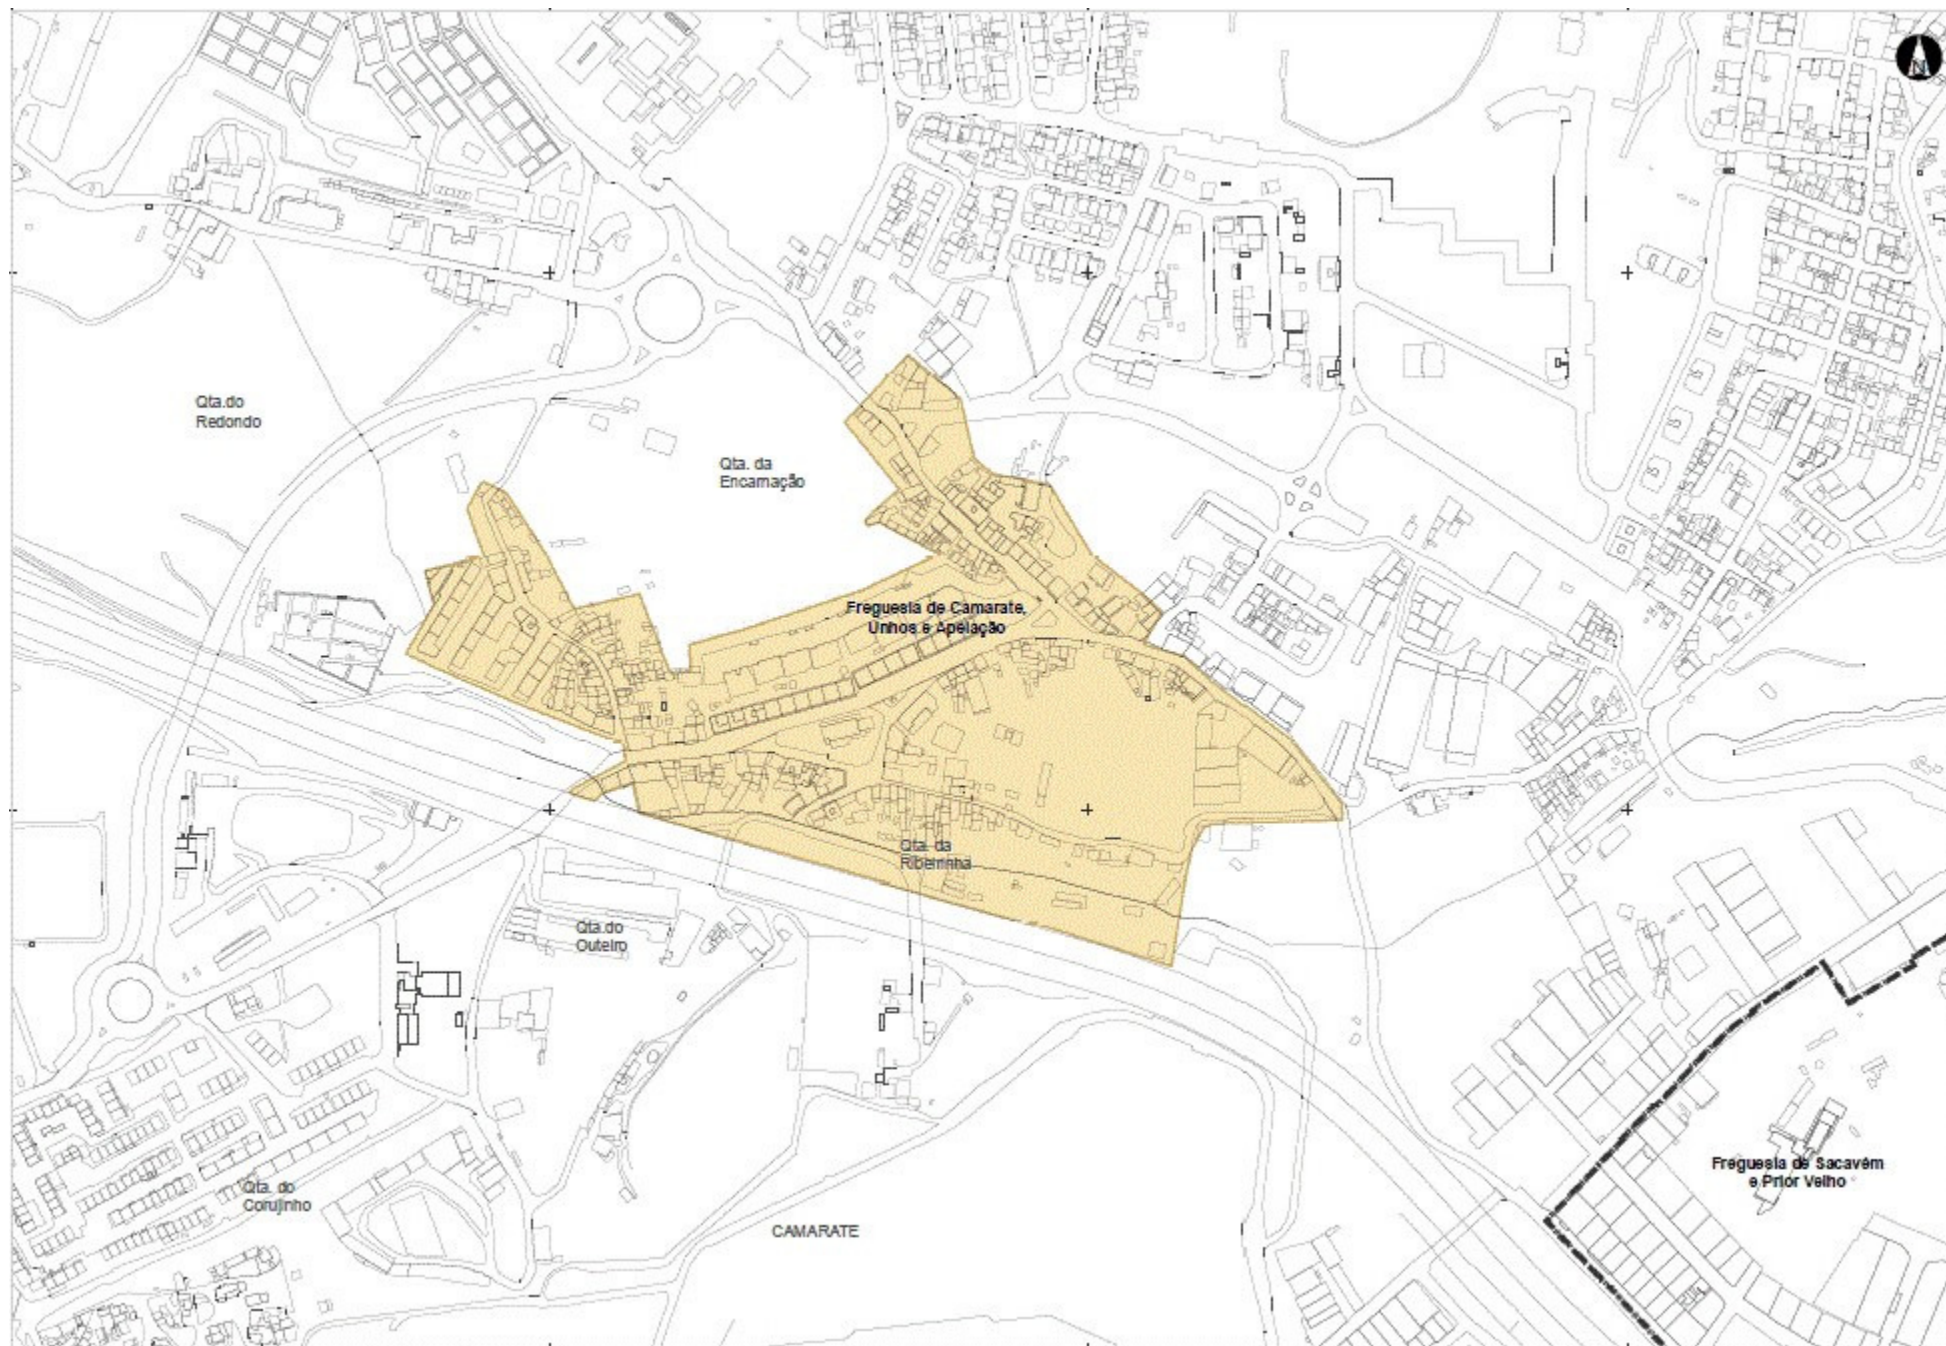 N
Qta.do
Redondo
Qta. da
Encarnação
Freguesia de Camarate,
Unhos e Apelação
Qta. da
Ribeirinha
Qta.do
Outeiro
Freguesia de Sacavém
e Prior Velho
Qta. do
Corujinho
CAMARATE